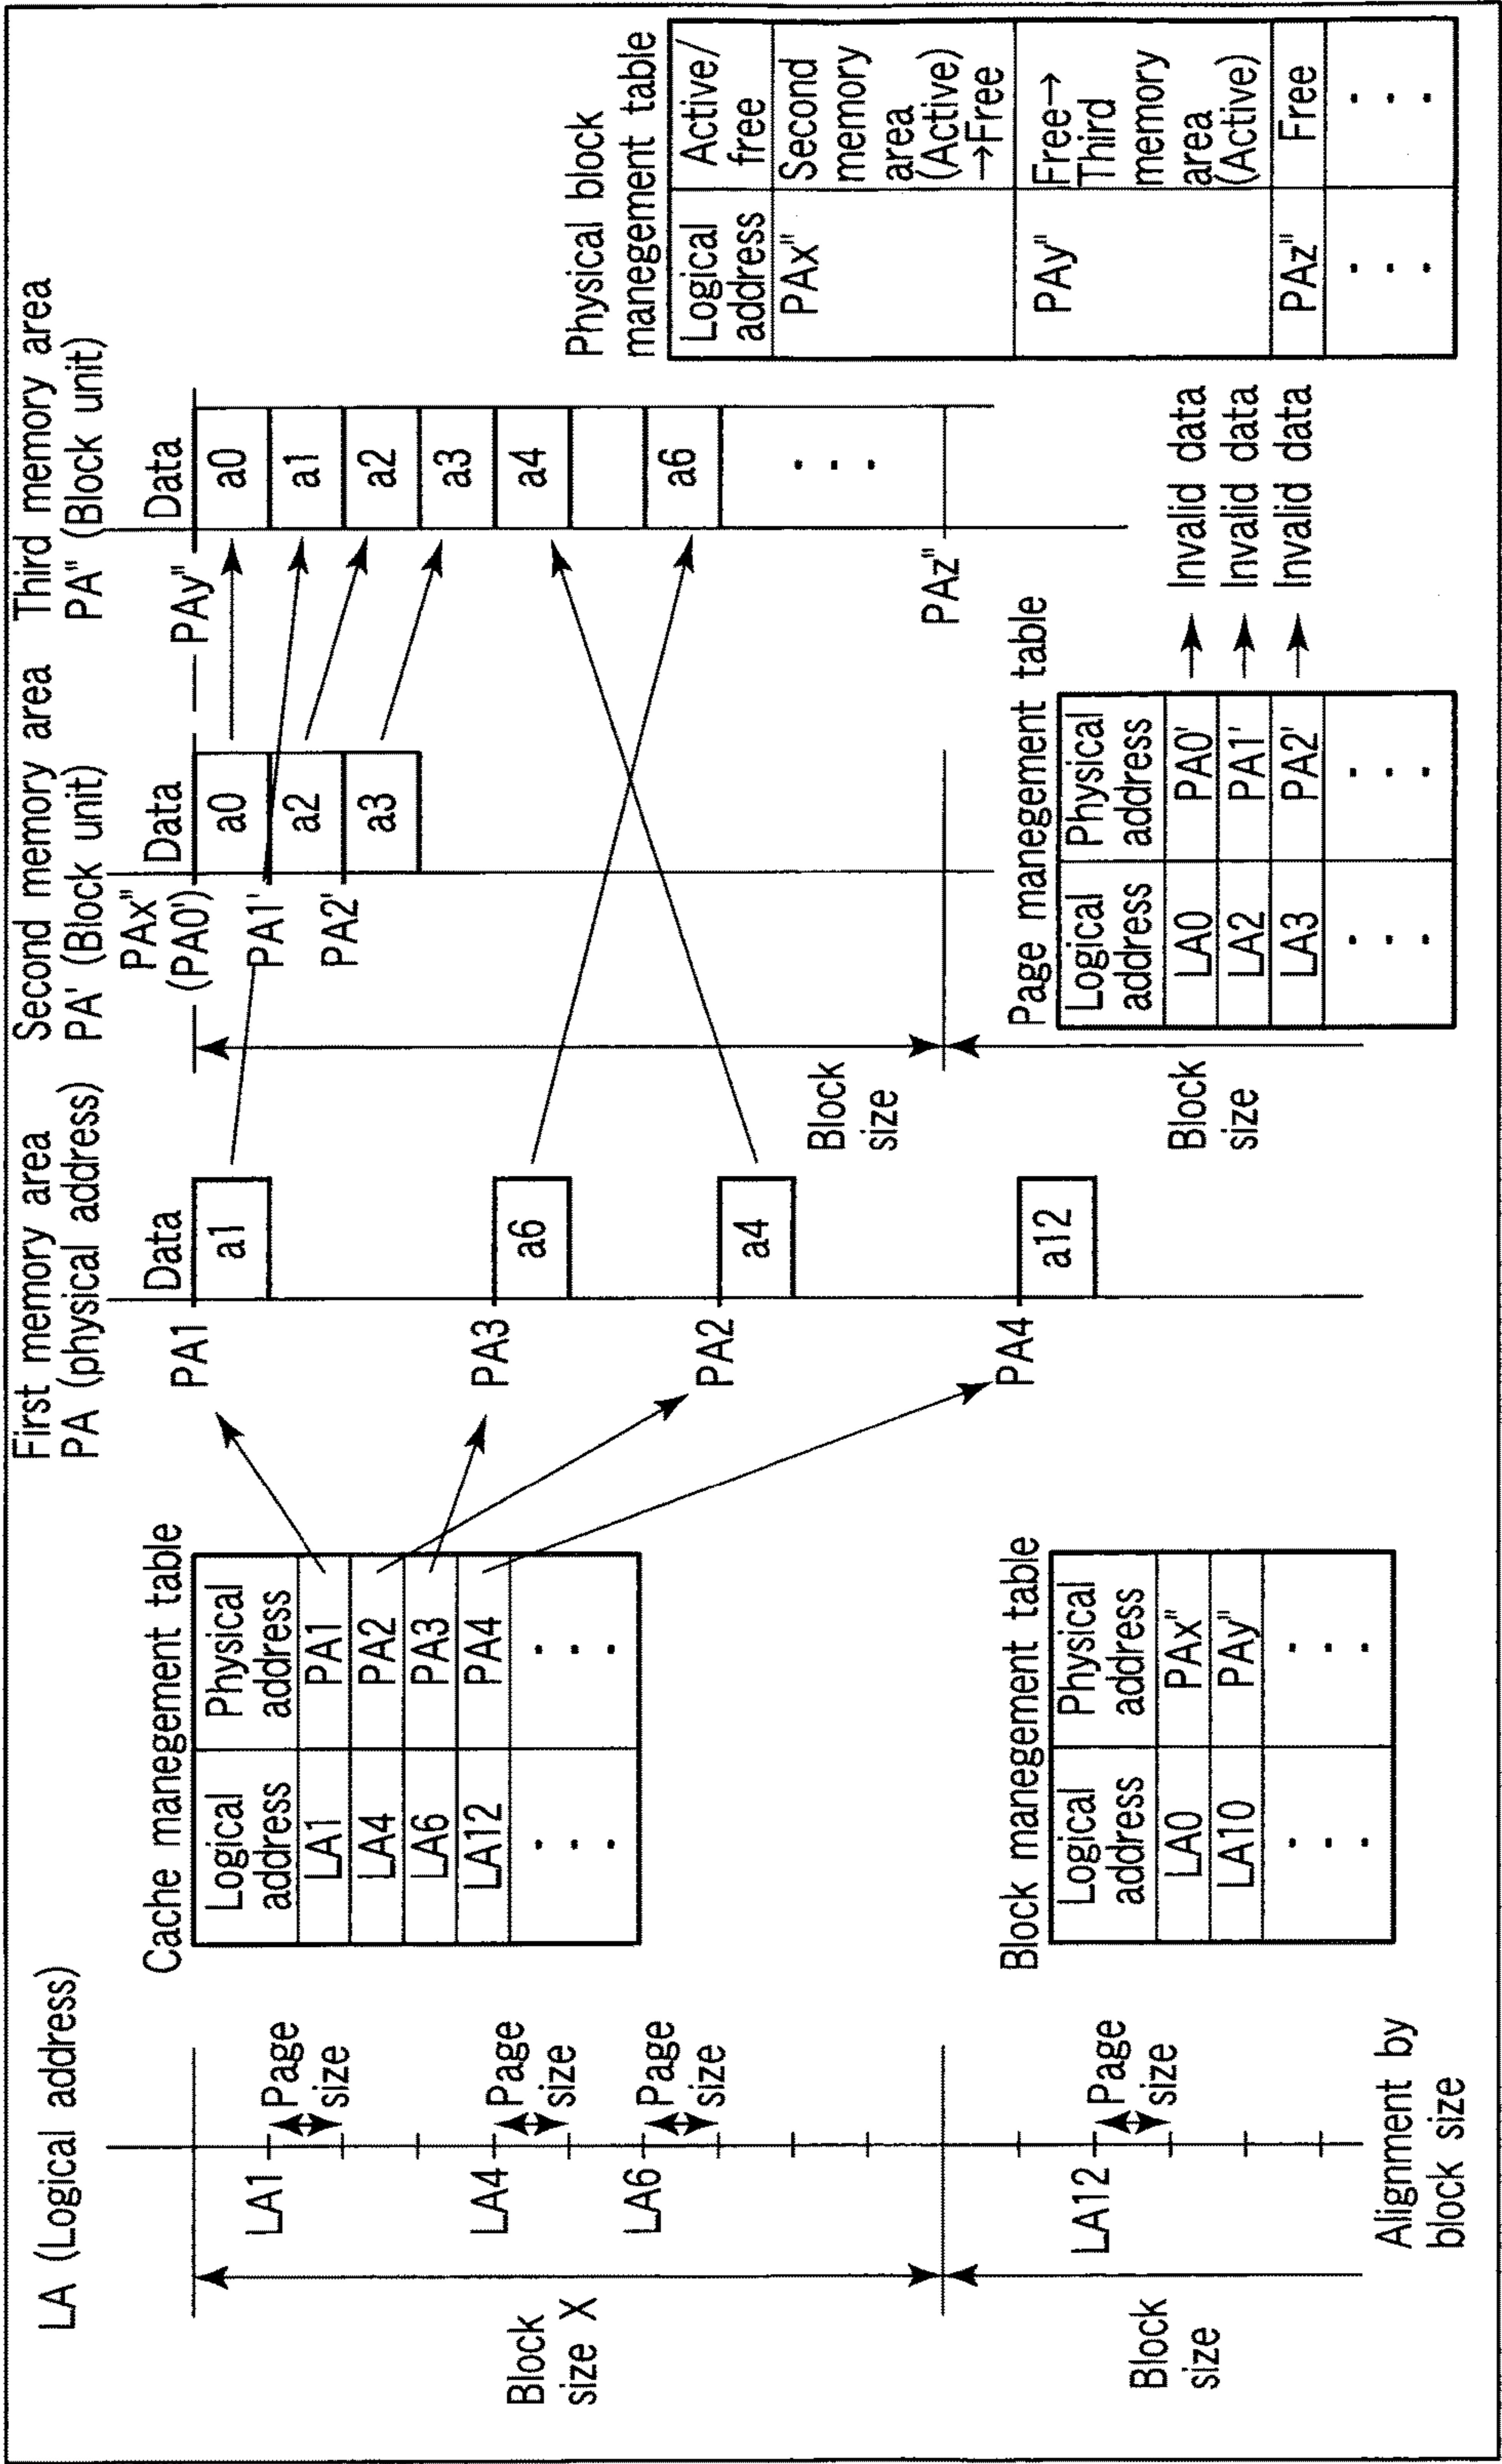 LA (Logical address)
LA1
Page
size
LA4
Page
size
LA6
Page
size
Block
size X
LA12
Page
size
Block
size
Alignment by
block size
Cache manegement table
Logical
address
Physical
address
LA1
PA1
LA4
PA2
LA6
PA3
LA12
PA4
Block manegement table
Logical
address
Physical
address
LA0
PAx"
LA10
PAy"
First memory area
PA (physical address)
Data
PA1
a1
PA3
a6
PA2
a4
PA4
a12
Second memory area
PA' (Block unit)
PAx"
(PA0')
Data
a0
PA1'
a2
PA2'
a3
Block
size
Block
size
Page manegement table
Logical
address
Physical
address
LA0
PA0'
Invalid data
LA2
PA1'
Invalid data
LA3
PA2'
Invalid data
Third memory area
PA" (Block unit)
Data
PAy"
a0
a1
a2
a3
a4
a6
PAz"
Physical block
manegement table
Logical
address
Active/
free
PAx"
Second
memory
area
(Active)
→Free
PAy"
Free→
Third
memory
area
(Active)
PAz"
Free